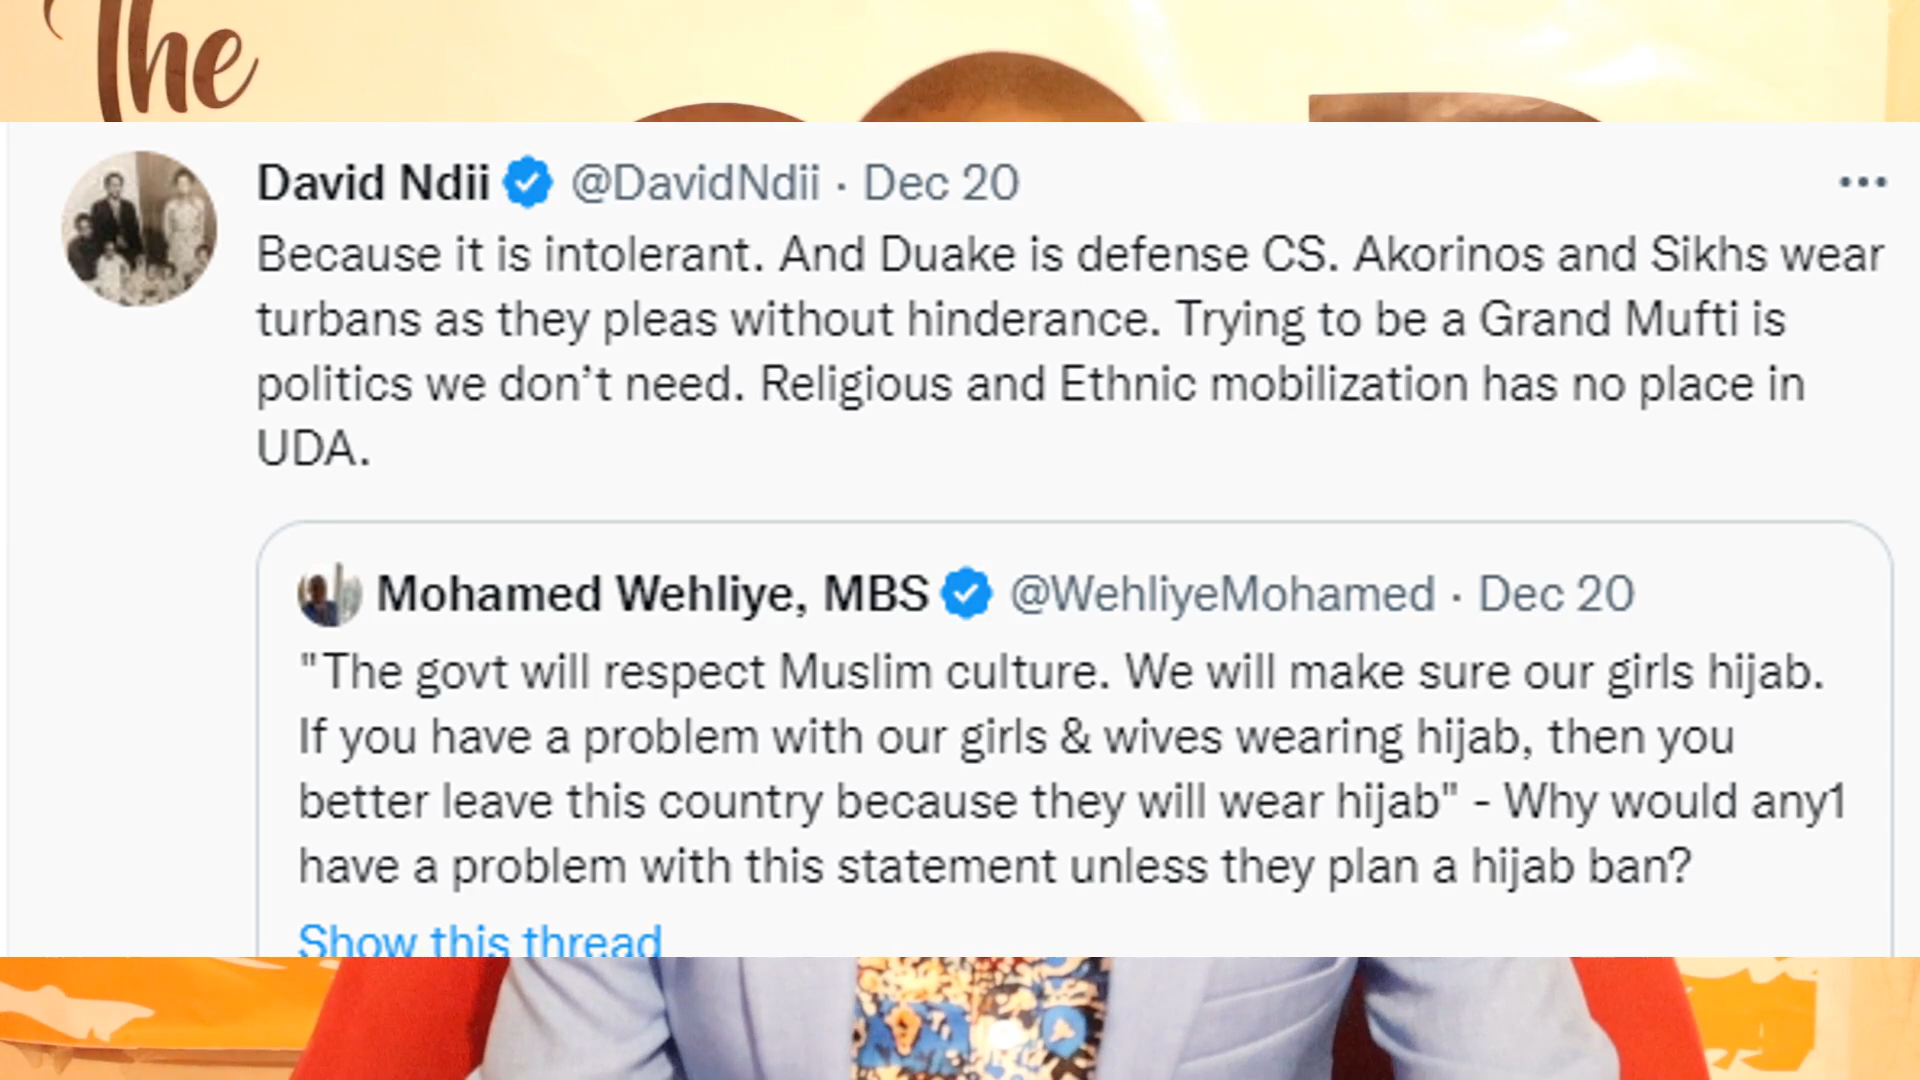 The
David Ndii @DavidNdii · Dec 20
Because it is intolerant. And Duake is defense CS. Akorinos and Sikhs wear
turbans as they pleas without hinderance. Trying to be a Grand Mufti is
politics we don't need. Religious and Ethnic mobilization has no place in
UDA.
Mohamed Wehliye, MBS @WehliyeMohamed · Dec 20
"The govt will respect Muslim culture. We will make sure our girls hijab.
If you have a problem with our girls & wives wearing hijab, then you
better leave this country because they will wear hijab" - Why would any1
have a problem with this statement unless they plan a hijab ban?
Show this thread